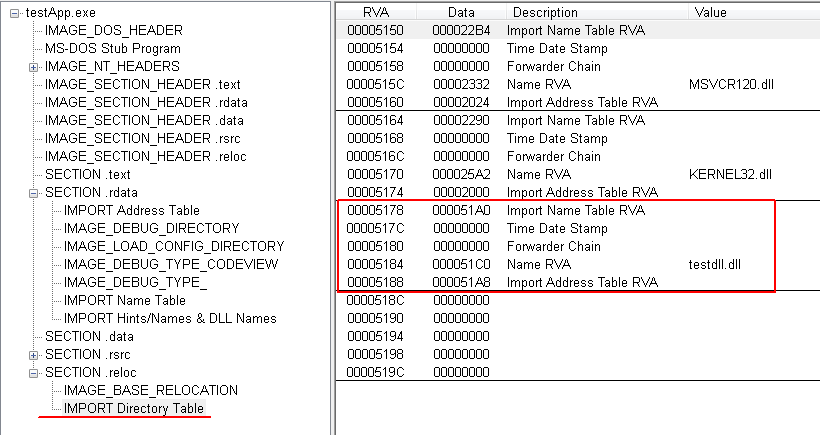 testApp.exe
IMAGE_DOS_HEADER
MS-DOS Stub Program
IMAGE_NT_HEADERS
IMAGE_SECTION_HEADER .text
IMAGE_SECTION_HEADER .rdata
IMAGE_SECTION_HEADER .data
IMAGE_SECTION_HEADER .rsrc
IMAGE_SECTION_HEADER .reloc
SECTION .text
SECTION .rdata
IMPORT Address Table
IMAGE_DEBUG_DIRECTORY
IMAGE_LOAD_CONFIG_DIRECTORY
IMAGE_DEBUG_TYPE_CODEVIEW
IMAGE_DEBUG_TYPE_
IMPORT Name Table
IMPORT Hints/Names & DLL Names
SECTION .data
SECTION .rsrc
SECTION .reloc
IMAGE_BASE_RELOCATION
IMPORT Directory Table
RVA Data Description Value
00005150 000022B4 Import Name Table RVA
00005154 00000000 Time Date Stamp
00005158 00000000 Forwarder Chain
0000515C 00002332 Name RVA MSVCR120.dll
00005160 00002024 Import Address Table RVA
00005164 00002290 Import Name Table RVA
00005168 00000000 Time Date Stamp
0000516C 00000000 Forwarder Chain
00005170 000025A2 Name RVA KERNEL32.dll
00005174 00002000 Import Address Table RVA
00005178 000051A0 Import Name Table RVA
0000517C 00000000 Time Date Stamp
00005180 00000000 Forwarder Chain
00005184 000051C0 Name RVA testdll.dll
00005188 000051A8 Import Address Table RVA
0000518C 00000000
00005190 00000000
00005194 00000000
00005198 00000000
0000519C 00000000